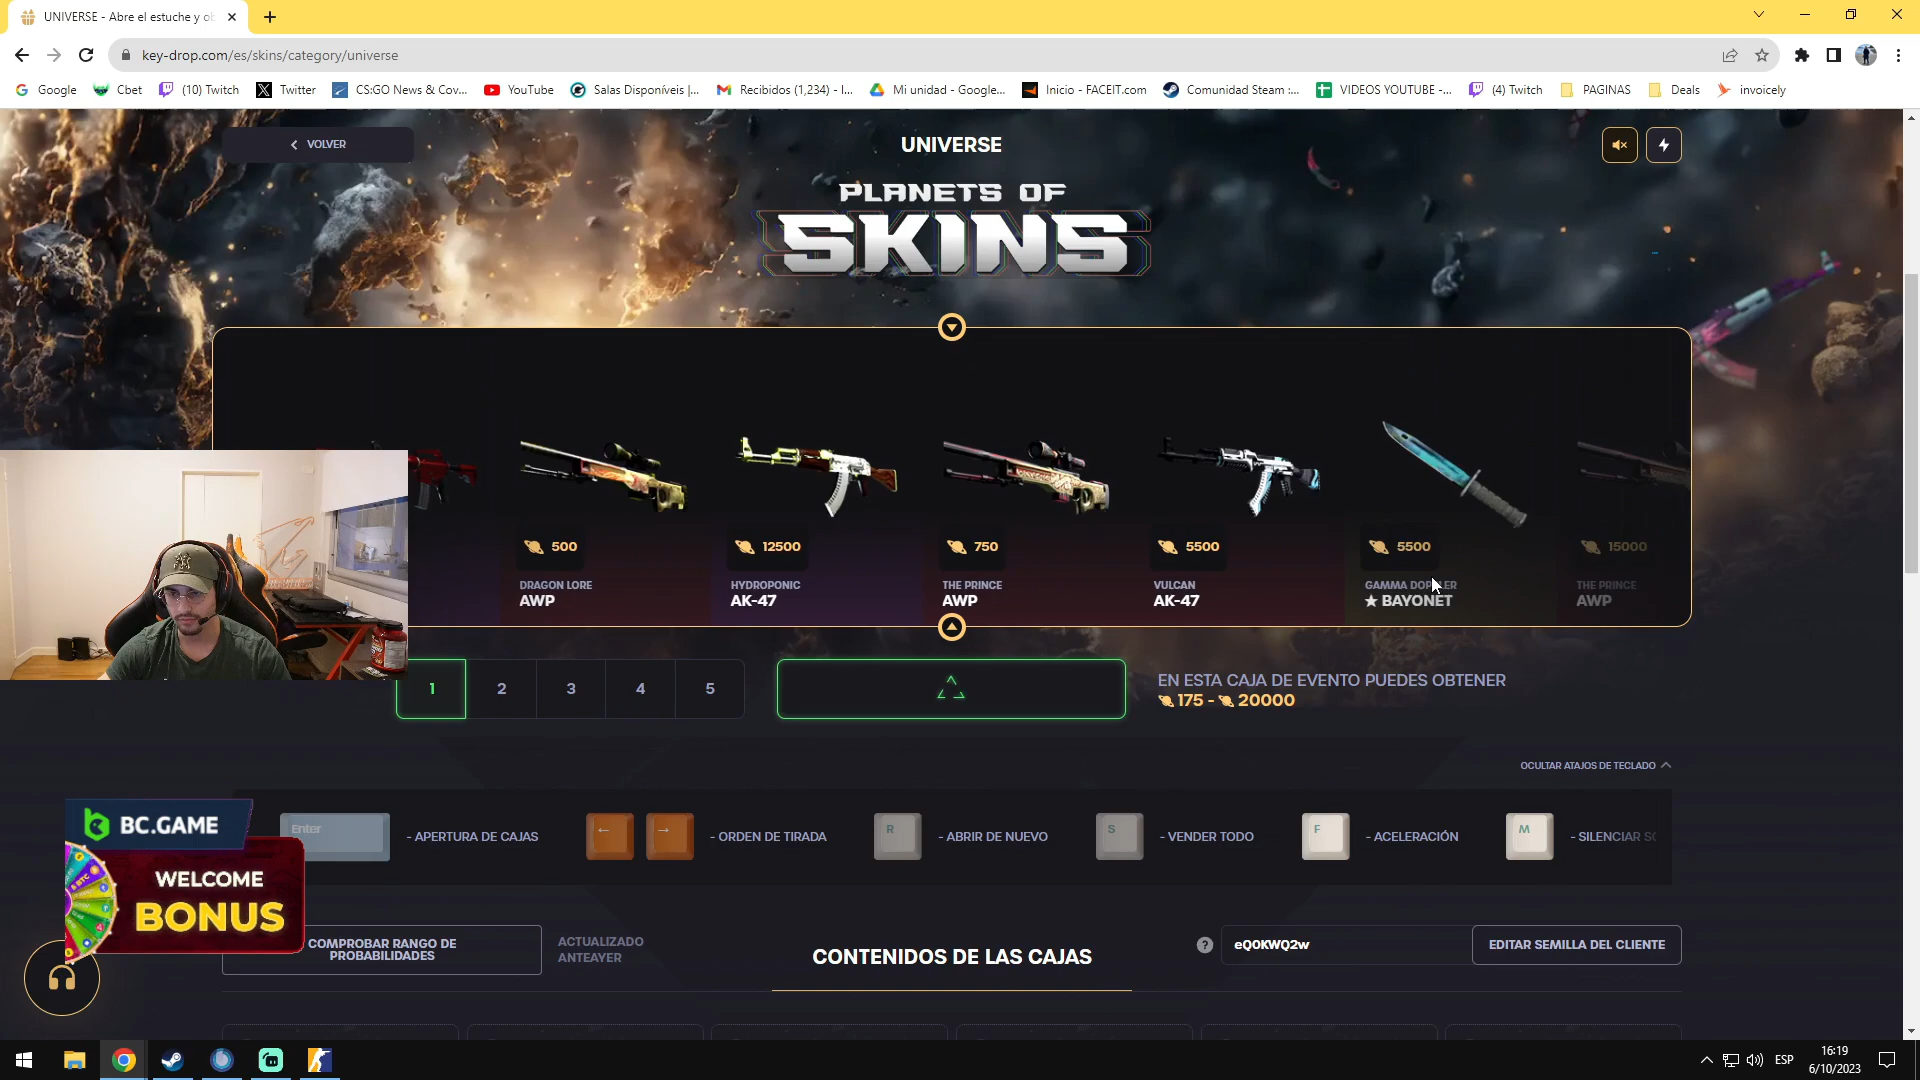 UNIVERSE - Abre el estuche y ob
key-drop.com/es/skins/category/universe
Google
Cbet
(10) Twitch
Twitter
CS:GO News & Cov...
YouTube
Salas Disponíveis |...
Recibidos (1,234) - l...
Mi unidad - Google...
Inicio - FACEIT.com
Comunidad Steam :...
VIDEOS YOUTUBE -...
(4) Twitch
PAGINAS
Deals
invoicely
VOLVER
UNIVERSE
PLANETS OF
SKINS
500
12500
750
5500
5500
15000
DRAGON LORE
AWP
HYDROPONIC
AK-47
THE PRINCE
AWP
VULCAN
AK-47
GAMMA DOPPLER
★ BAYONET
THE PRINCE
AWP
1
2
3
4
5
EN ESTA CAJA DE EVENTO PUEDES OBTENER
175 - 20000
OCULTAR ATAJOS DE TECLADO
Enter
- APERTURA DE CAJAS
← →
- ORDEN DE TIRADA
R
- ABRIR DE NUEVO
S
- VENDER TODO
F
- ACELERACIÓN
M
- SILENCIAR SO
BC.GAME
WELCOME
BONUS
COMPROBAR RANGO DE
PROBABILIDADES
ACTUALIZADO
ANTEAYER
CONTENIDOS DE LAS CAJAS
?
eQ0KWQ2w
EDITAR SEMILLA DEL CLIENTE
ESP
16:19
6/10/2023